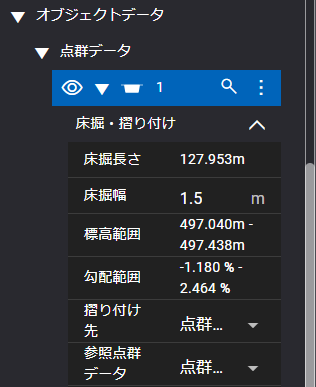 オブジェクトデータ
点群データ
1
床掘・摺り付け
床掘長さ 127.953m
床掘幅 1.5 m
標高範囲 497.040m -
497.438m
勾配範囲 -1.180 % -
2.464 %
摺り付け
先 点群...
参照点群
データ 点群...